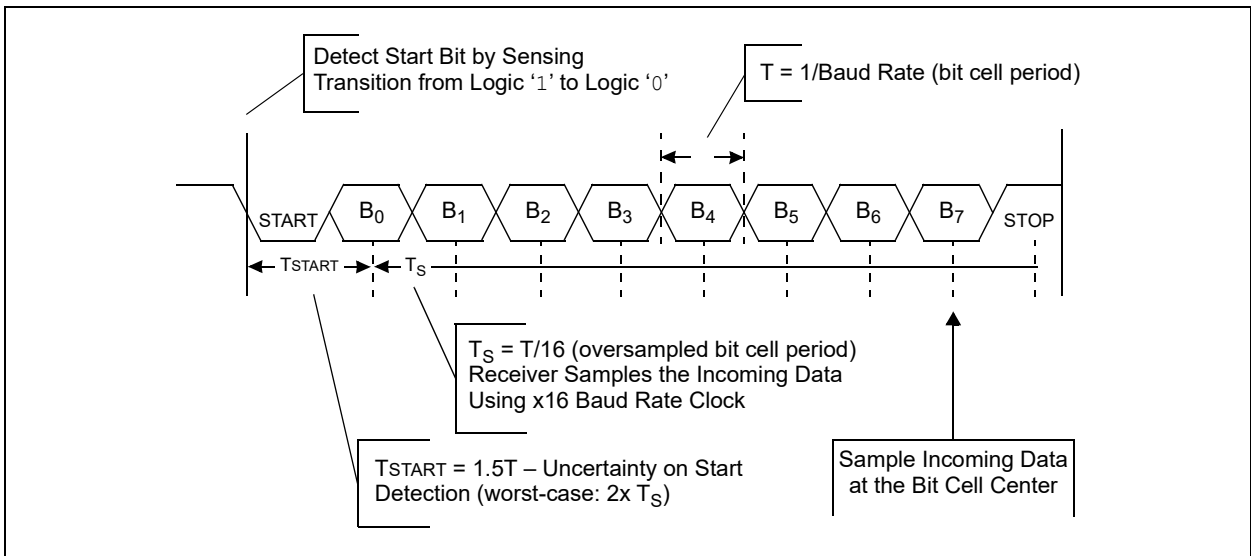 Detect Start Bit by Sensing
Transition from Logic ‘1’ to Logic ‘0’
T = 1/Baud Rate (bit cell period)
START B0 B1 B2 B3 B4 B5 B6 B7 STOP
TSTART TS
TS = T/16 (oversampled bit cell period)
Receiver Samples the Incoming Data
Using x16 Baud Rate Clock
TSTART = 1.5T – Uncertainty on Start
Detection (worst-case: 2x TS)
Sample Incoming Data
at the Bit Cell Center